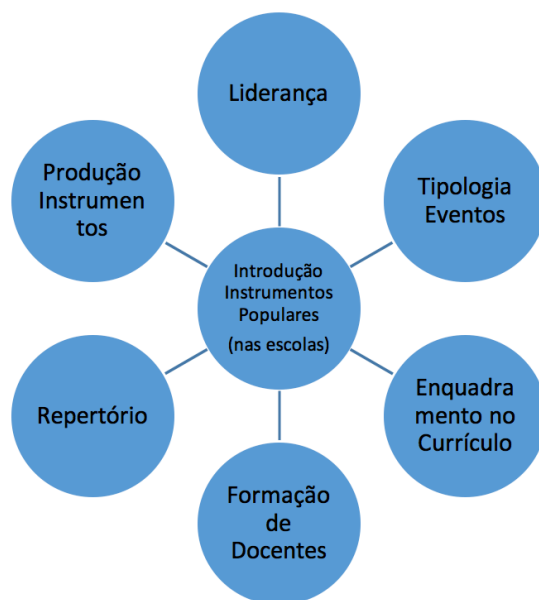 Liderança
Produção
Instrumen
tos
Tipologia
Eventos
Introdução
Instrumentos
Populares
(nas escolas)
Repertório
Enquadra
mento no
Currículo
Formação
de
Docentes